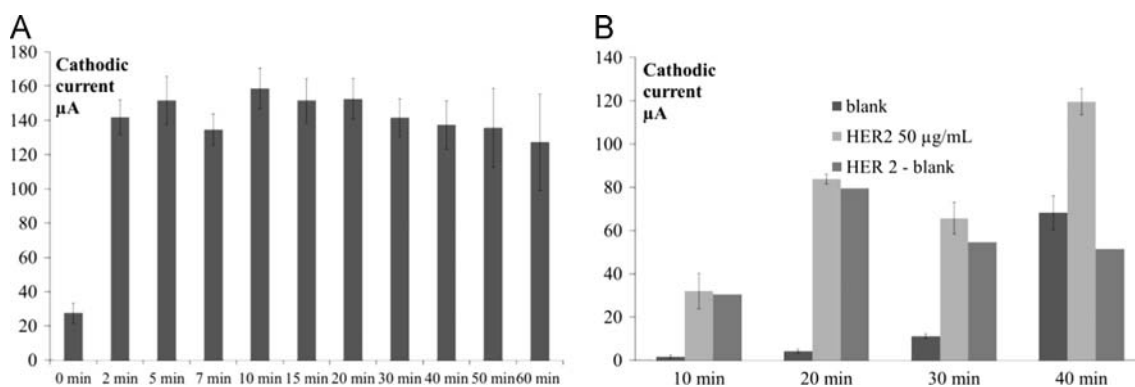 A
180
160
140
120
100
80
60
40
20
0
Cathodic
current
µA
0 min 2 min 5 min 7 min 10 min 15 min 20 min 30 min 40 min 50 min 60 min
B
140
120
100
80
60
40
20
0
Cathodic
current
µA
blank
HER2 50 µg/mL
HER 2 - blank
10 min 20 min 30 min 40 min